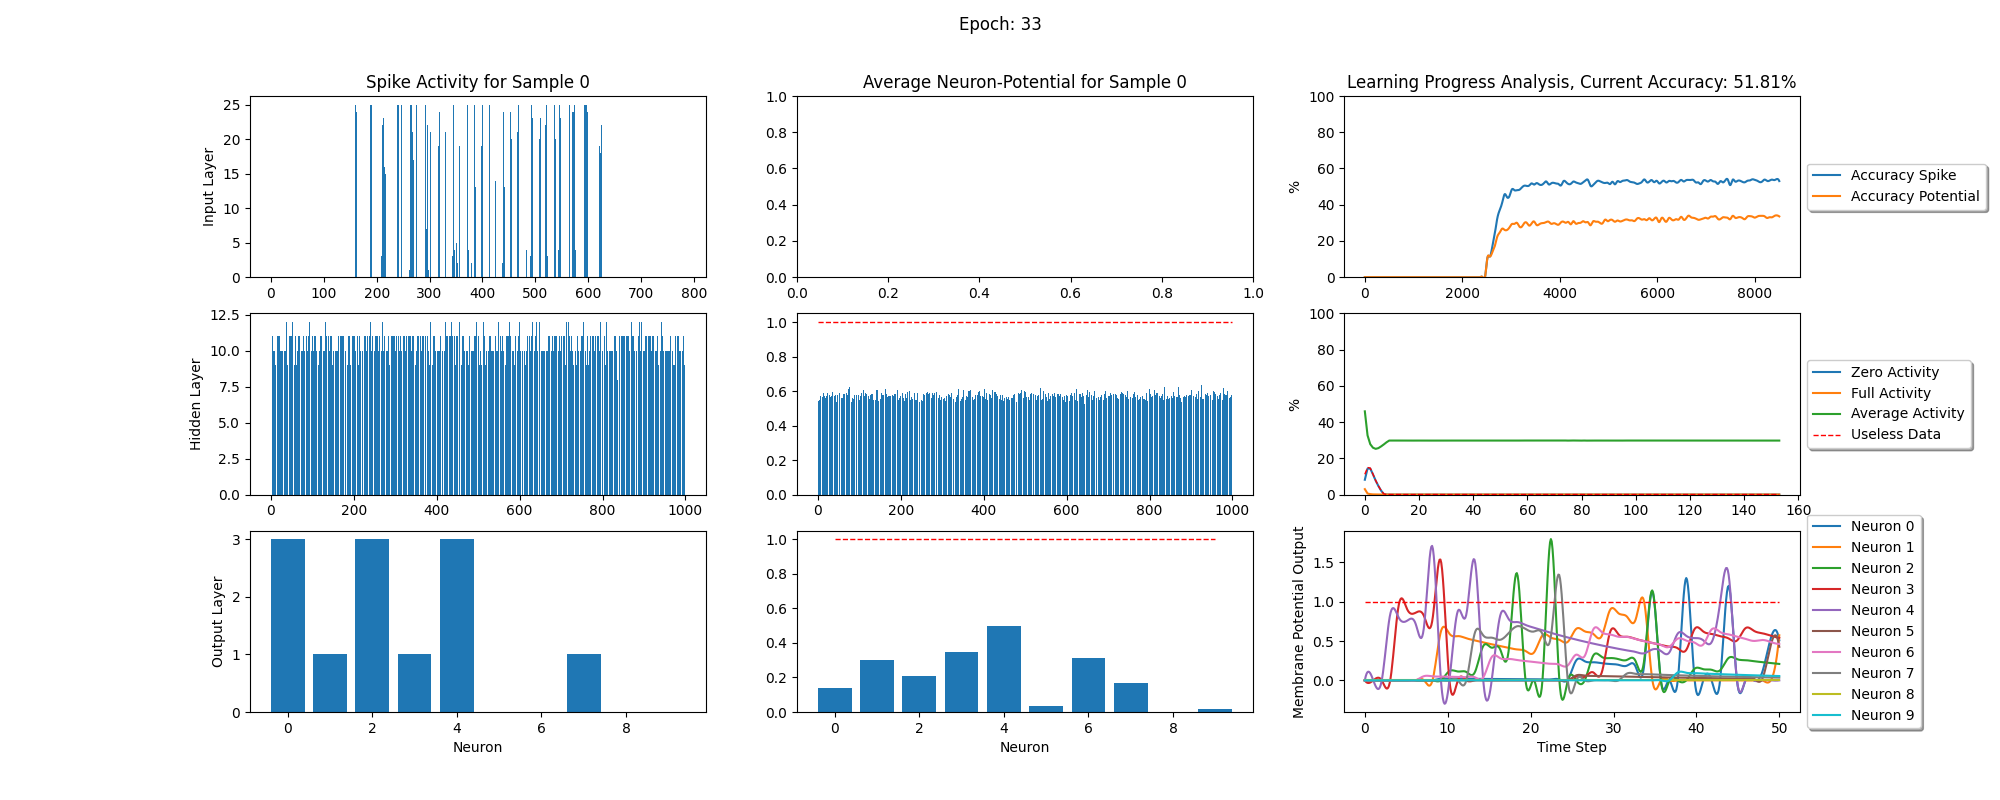 Epoch: 33
Spike Activity for Sample 0
Average Neuron-Potential for Sample 0
Learning Progress Analysis, Current Accuracy: 51.81%
Input Layer
25
20
15
10
5
0
0 100 200 300 400 500 600 700 800
1.0
0.8
0.6
0.4
0.2
0.0
0.0 0.2 0.4 0.6 0.8 1.0
%
100
80
60
40
20
0
0 2000 4000 6000 8000
Accuracy Spike
Accuracy Potential
Hidden Layer
12.5
10.0
7.5
5.0
2.5
0.0
0 200 400 600 800 1000
1.0
0.8
0.6
0.4
0.2
0.0
0 200 400 600 800 1000
%
100
80
60
40
20
0
0 20 40 60 80 100 120 140 160
Zero Activity
Full Activity
Average Activity
Useless Data
Output Layer
3
2
1
0
0 2 4 6 8
Neuron
1.0
0.8
0.6
0.4
0.2
0.0
0 2 4 6 8
Neuron
Membrane Potential Output
1.5
1.0
0.5
0.0
0 10 20 30 40 50
Time Step
Neuron 0
Neuron 1
Neuron 2
Neuron 3
Neuron 4
Neuron 5
Neuron 6
Neuron 7
Neuron 8
Neuron 9